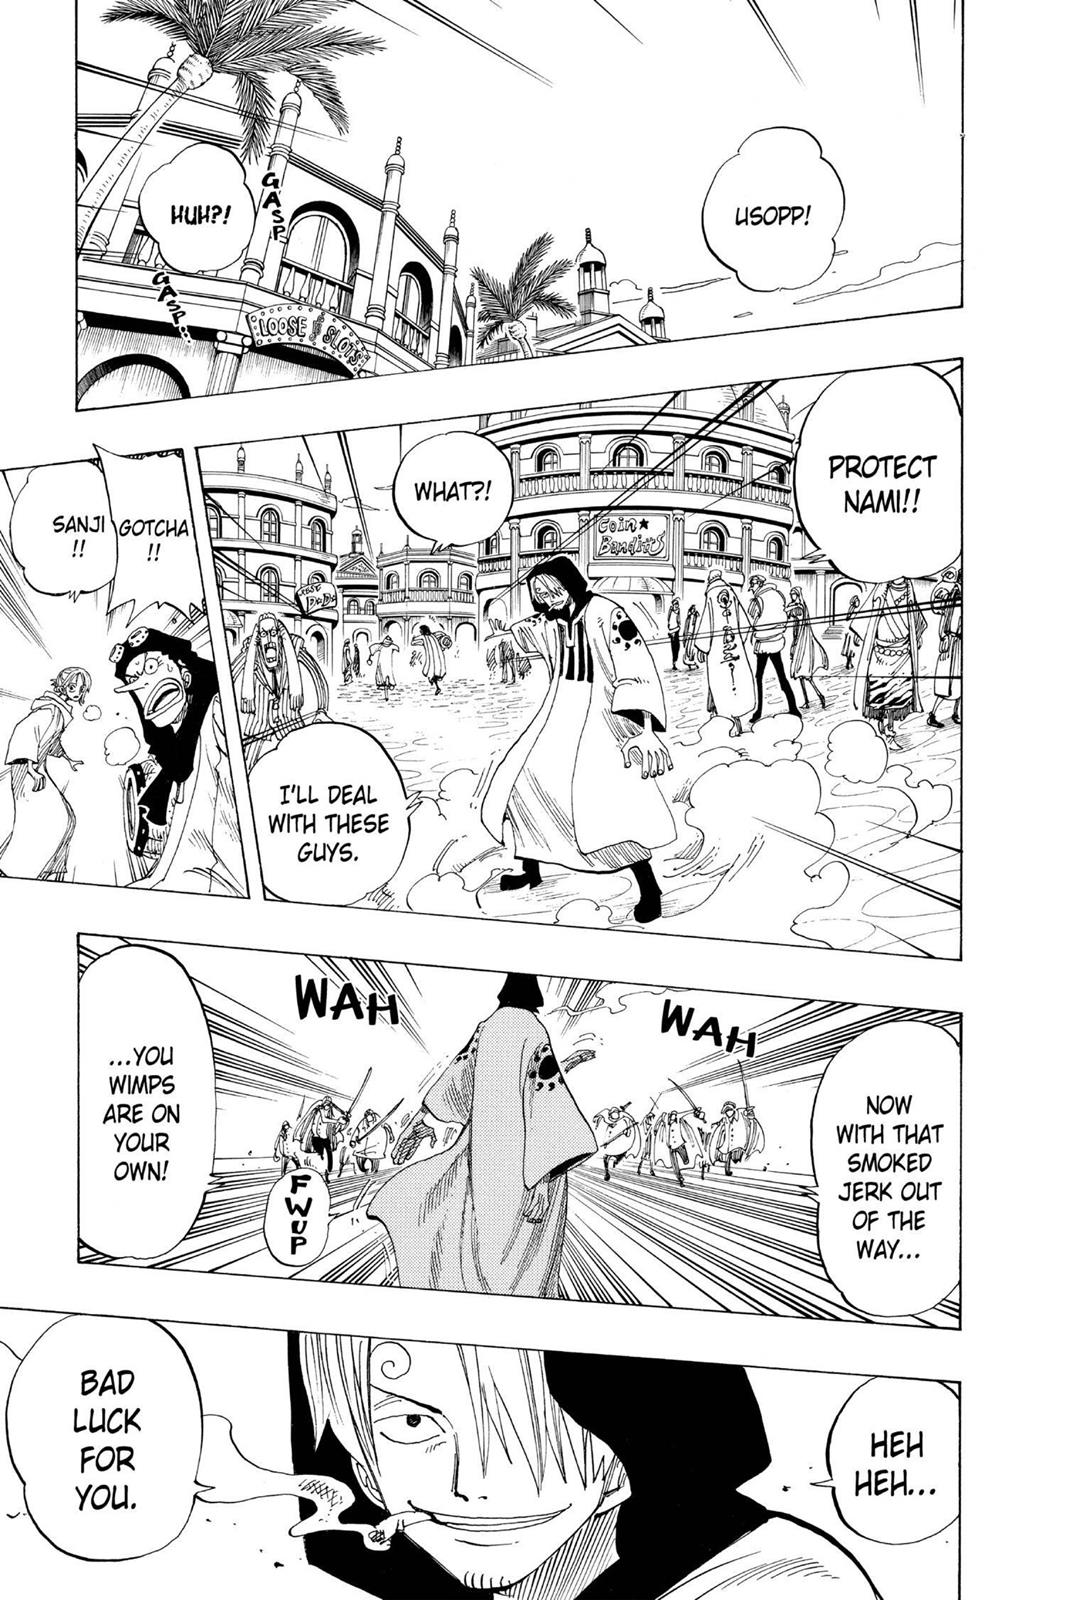 USOPP!
HUH?!
GASP
GASP...
LOOSE SLOTS
PROTECT
NAMI!!
WHAT?!
Coin★
Bandits
I'LL DEAL
WITH THESE
GUYS.
GOTCHA
!!
SANJI
!!
WAH
NOW
WITH THAT
SMOKED
JERK OUT
OF THE
WAY...
WAH
FWUP
...YOU
WIMPS
ARE ON
YOUR
OWN!
HEH
HEH...
BAD
LUCK
FOR
YOU.